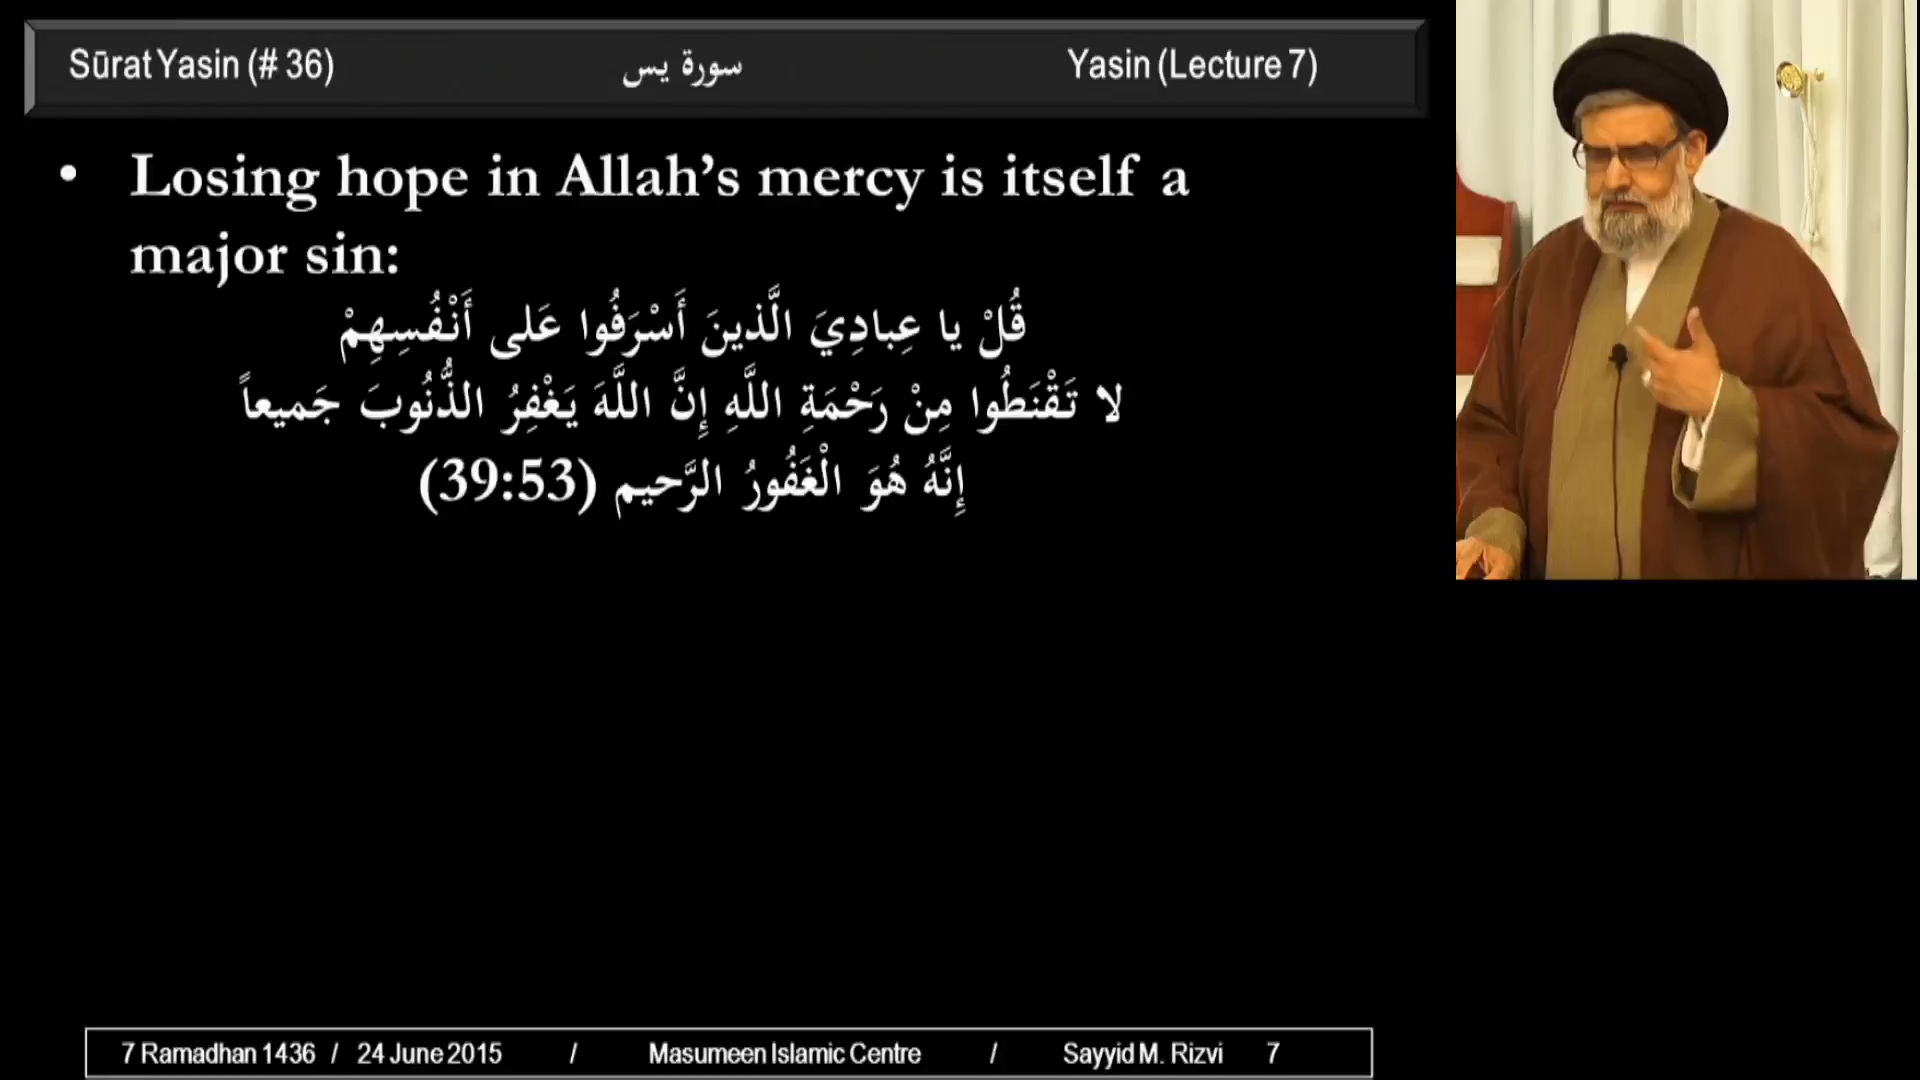 Sūrat Yasin (# 36) سورة يس Yasin (Lecture 7)
• Losing hope in Allah’s mercy is itself a
major sin:
قُلْ يا عِبادِيَ الَّذينَ أَسْرَفُوا عَلى أَنْفُسِهِمْ
لا تَقْنَطُوا مِنْ رَحْمَةِ اللَّهِ إِنَّ اللَّهَ يَغْفِرُ الذُّنُوبَ جَميعاً
إِنَّهُ هُوَ الْغَفُورُ الرَّحيم (39:53)
7 Ramadhan 1436 / 24 June 2015 / Masumeen Islamic Centre / Sayyid M. Rizvi 7